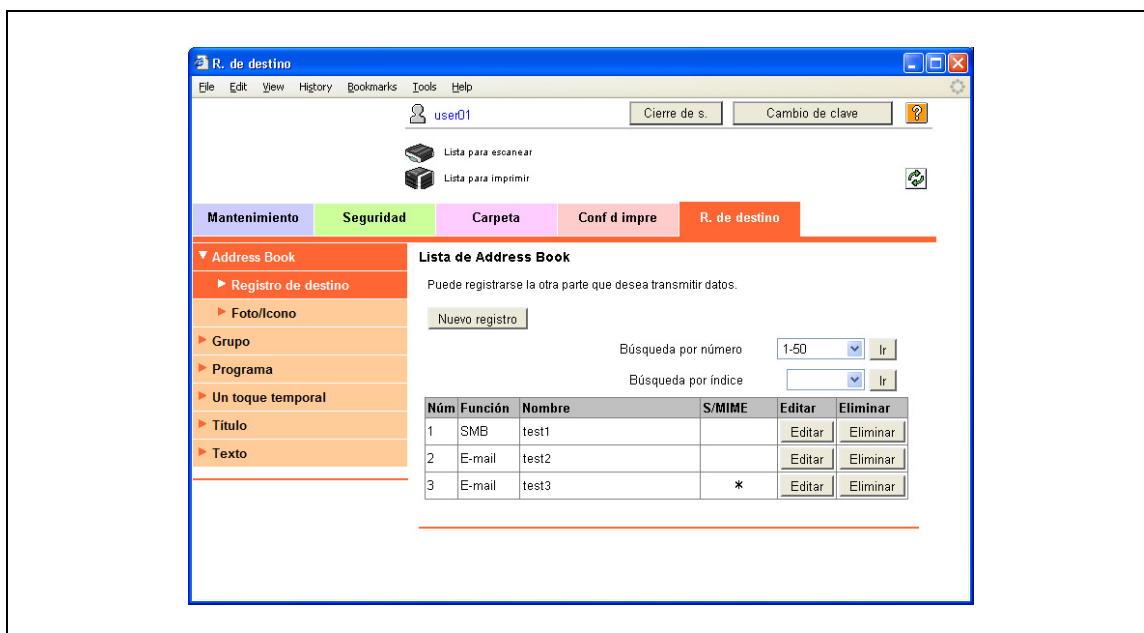 R. de destino
File Edit View History Bookmarks Tools Help
user01 Cierre de s. Cambio de clave ?
Lista para escanear
Lista para imprimir
Mantenimiento Seguridad Carpeta Conf d impre R. de destino
Address Book
Registro de destino
Foto/Icono
Grupo
Programa
Un toque temporal
Título
Texto
Lista de Address Book
Puede registrarse la otra parte que desea transmitir datos.
Nuevo registro
Búsqueda por número 1-50 Ir
Búsqueda por índice Ir
Núm Función Nombre S/MIME Editar Eliminar
1 SMB test1 Editar Eliminar
2 E-mail test2 Editar Eliminar
3 E-mail test3 * Editar Eliminar